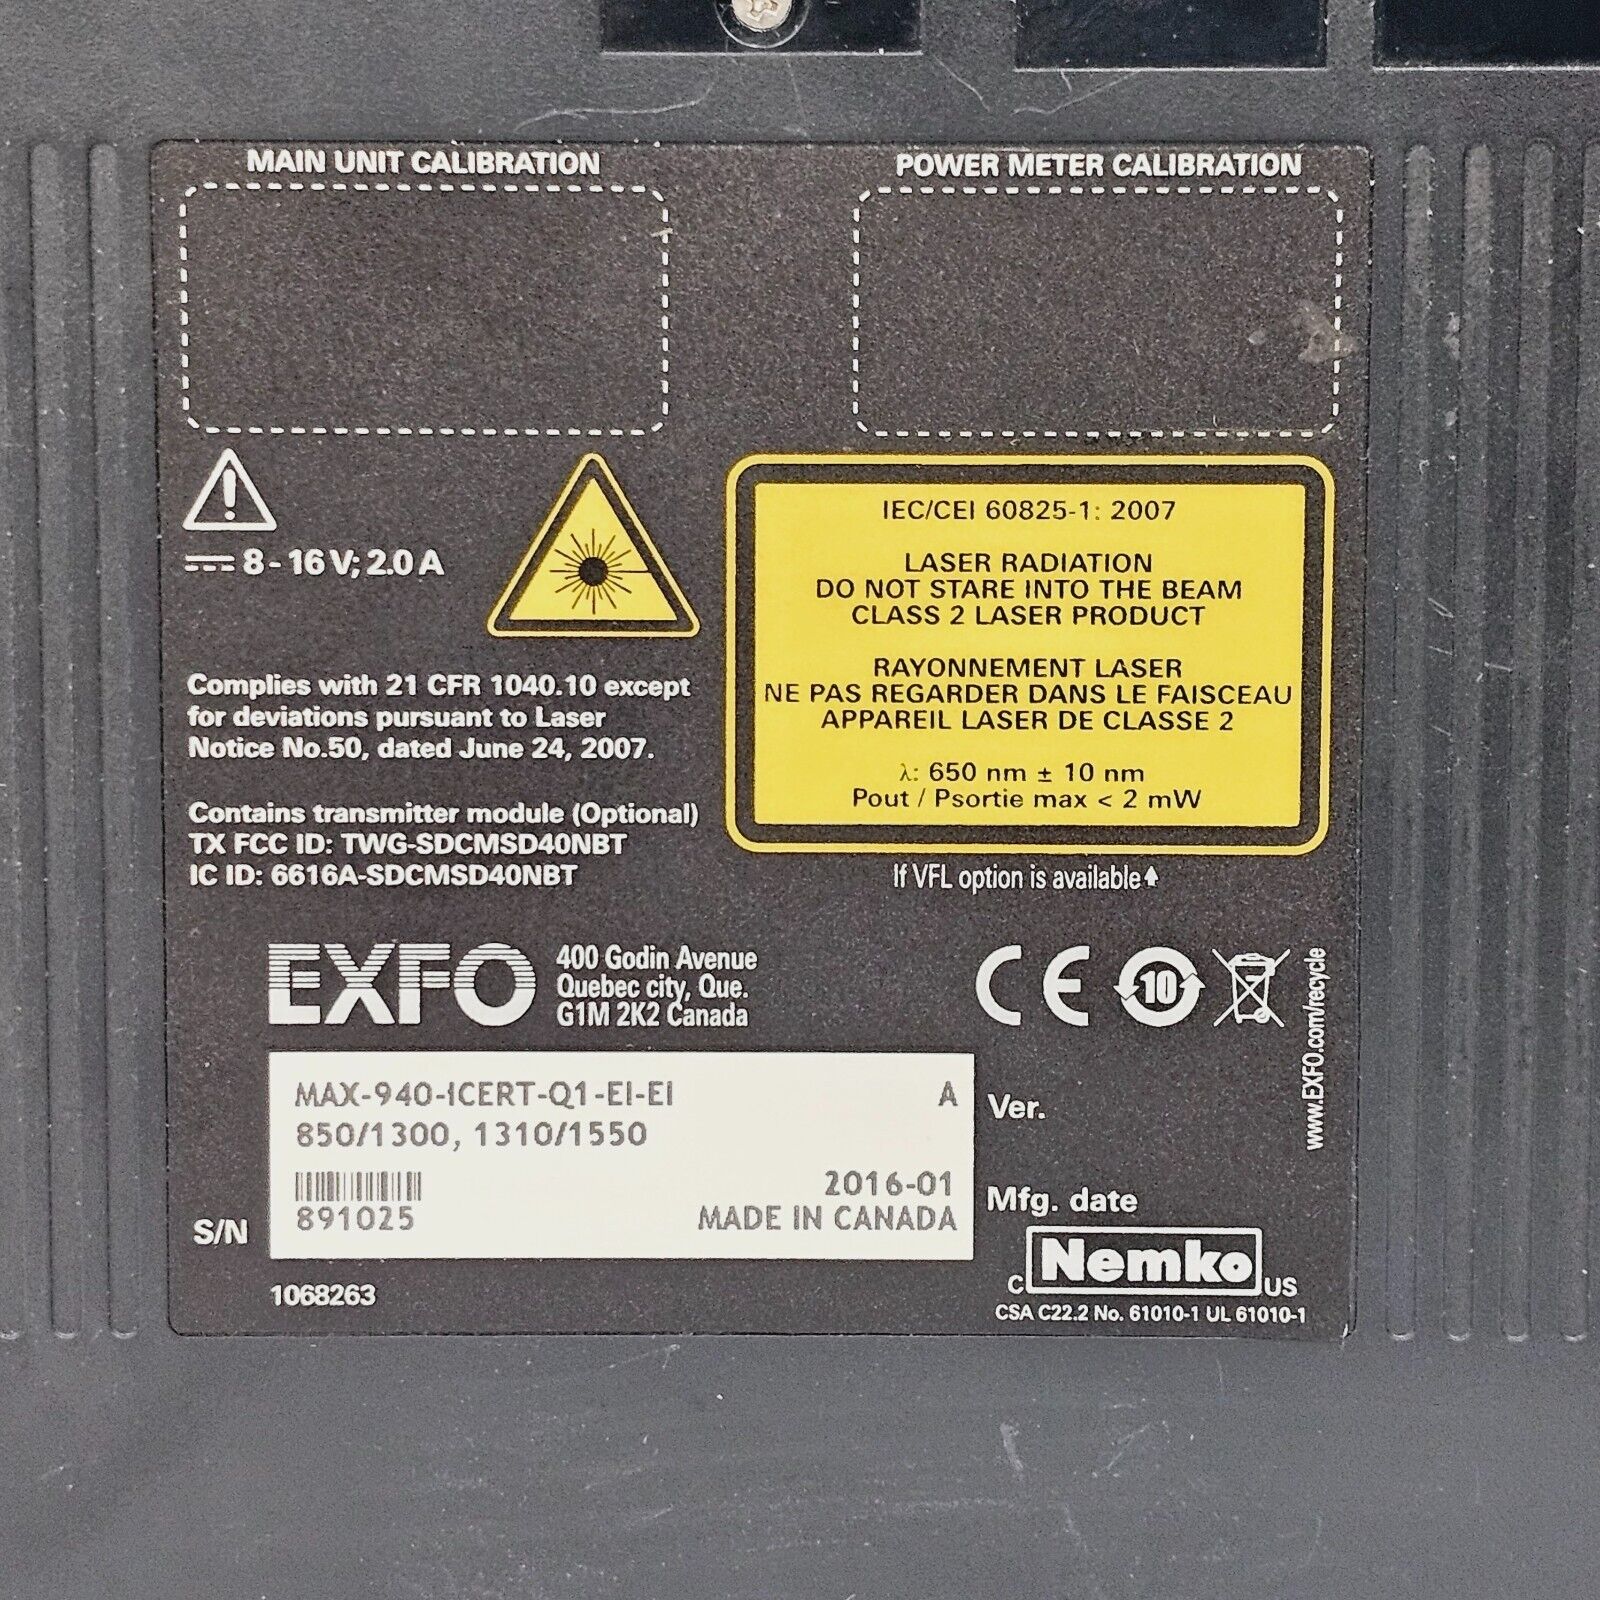 MAIN UNIT CALIBRATION
POWER METER CALIBRATION
8 - 16 V; 2.0 A
IEC/CEI 60825-1: 2007
LASER RADIATION
DO NOT STARE INTO THE BEAM
CLASS 2 LASER PRODUCT
RAYONNEMENT LASER
NE PAS REGARDER DANS LE FAISCEAU
APPAREIL LASER DE CLASSE 2
λ: 650 nm ± 10 nm
Pout / Psortie max < 2 mW
If VFL option is available
Complies with 21 CFR 1040.10 except
for deviations pursuant to Laser
Notice No.50, dated June 24, 2007.
Contains transmitter module (Optional)
TX FCC ID: TWG-SDCMSD40NBT
IC ID: 6616A-SDCMSD40NBT
EXFO
400 Godin Avenue
Quebec city, Que.
G1M 2K2 Canada
CE
10
www.EXFO.com/recycle
MAX-940-ICERT-Q1-EI-EI A
Ver.
850/1300, 1310/1550
2016-01
Mfg. date
S/N
891025
MADE IN CANADA
1068263
C Nemko US
CSA C22.2 No. 61010-1 UL 61010-1